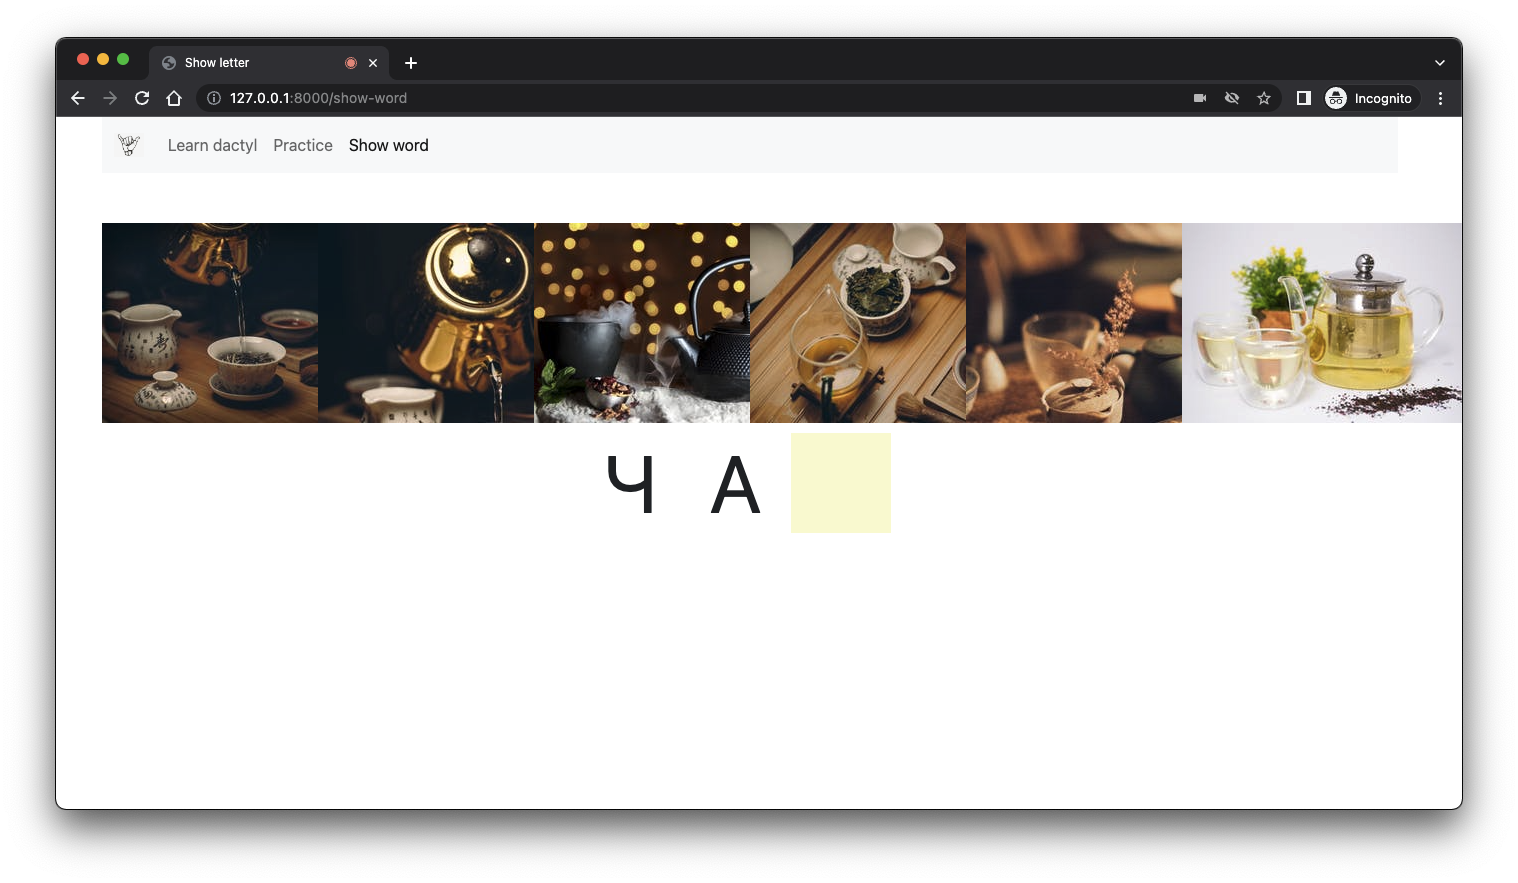 Show letter
127.0.0.1:8000/show-word
Incognito
Learn dactyl Practice Show word
Ч А